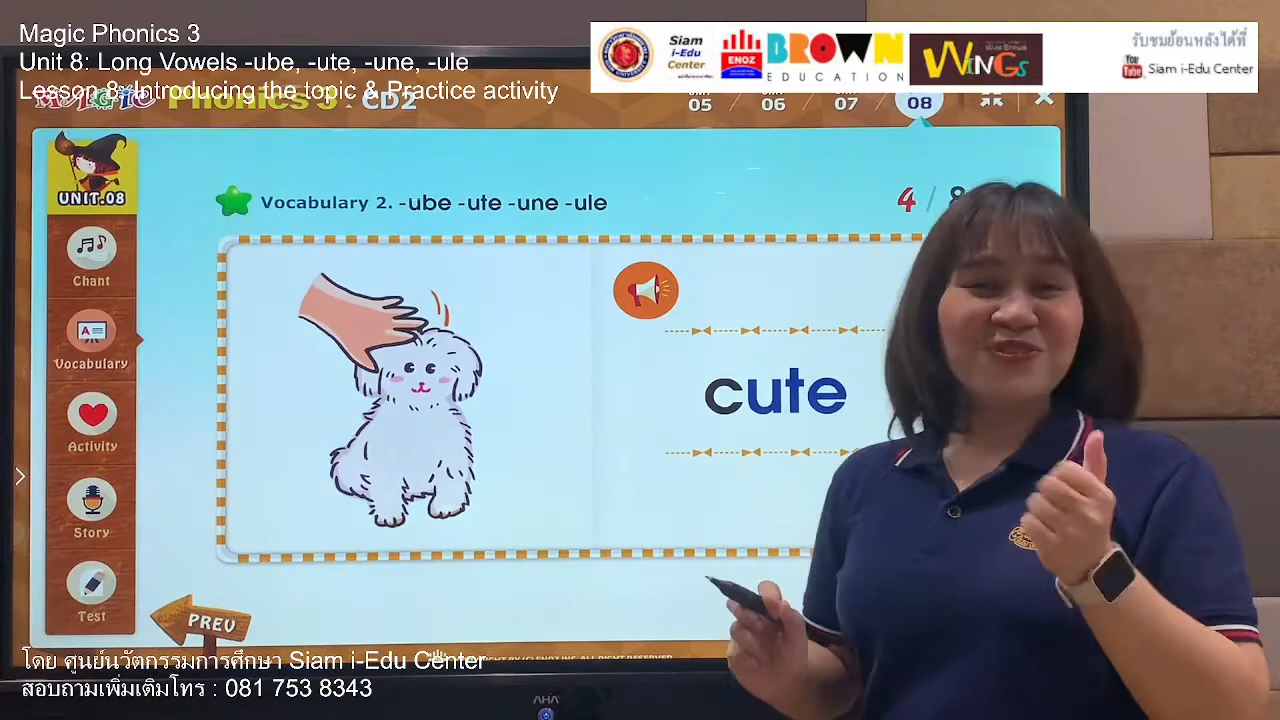 Magic Phonics 3
Unit 8: Long Vowels -ube, -ute, -une, -ule
Lesson 8: Introducing the topic & Practice activity
Siam
i-Edu
Center
ENOZ
BROWN
EDUCATION
WINGS
รับชมย้อนหลังได้ที่
You
Tube
Siam i-Edu Center
Magic Phonics 3 - CD2
05 / 06 / 07 / 08
UNIT.08
Vocabulary 2. -ube -ute -une -ule
4 / 8
Chant
Vocabulary
Activity
Story
Test
cute
PREV
โดย ศูนย์นวัตกรรมการศึกษา Siam i-Edu Center
สอบถามเพิ่มเติมโทร : 081 753 8343
AHA